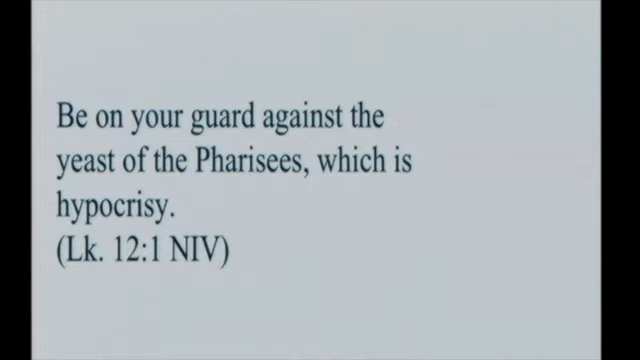 Be on your guard against the
yeast of the Pharisees, which is
hypocrisy.
(Lk. 12:1 NIV)